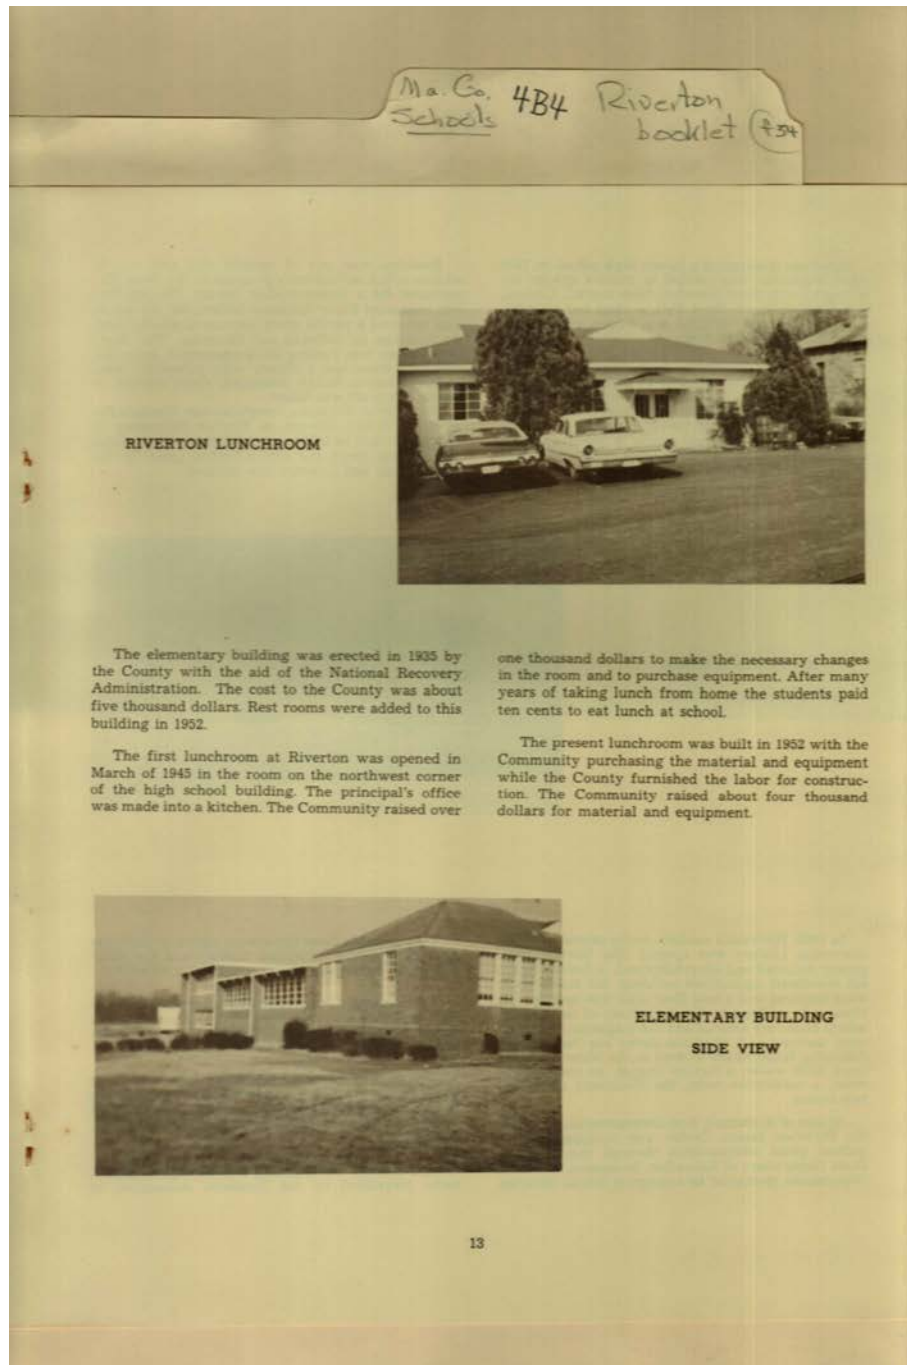 Ma. Co. 4B4 Riverton
Schools booklet
RIVERTON LUNCHROOM
The elementary building was erected in 1935 by
the County with the aid of the National Recovery
Administration. The cost to the County was about
five thousand dollars. Rest rooms were added to this
building in 1952.
The first lunchroom at Riverton was opened in
March of 1945 in the room on the northwest corner
of the high school building. The principal's office
was made into a kitchen. The Community raised over
one thousand dollars to make the necessary changes
in the room and to purchase equipment. After many
years of taking lunch from home the students paid
ten cents to eat lunch at school.
The present lunchroom was built in 1952 with the
Community purchasing the material and equipment
while the County furnished the labor for construc-
tion. The Community raised about four thousand
dollars for material and equipment.
ELEMENTARY BUILDING
SIDE VIEW
13